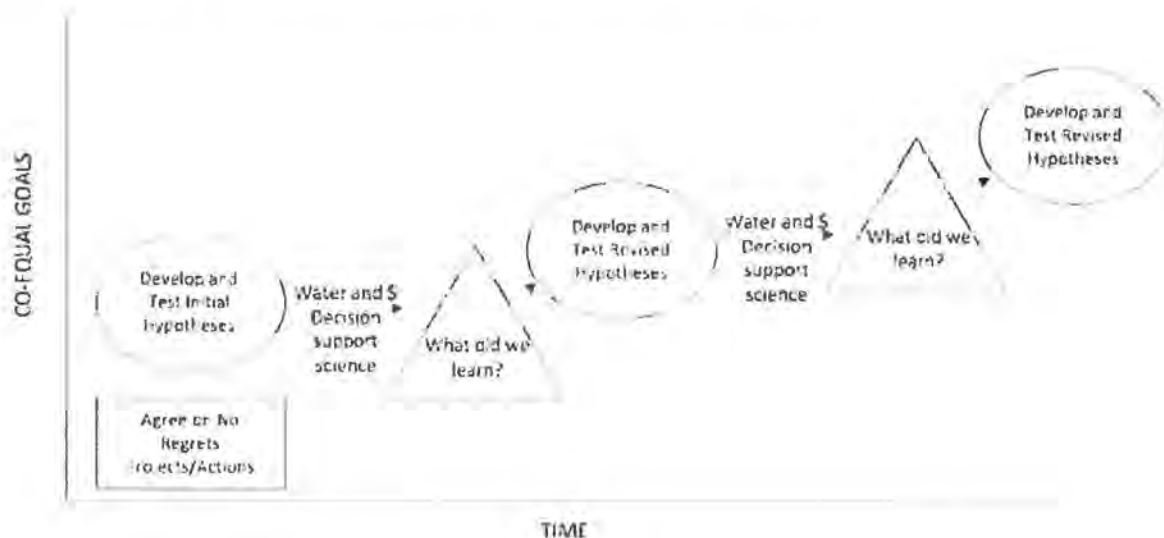 CO-EQUAL GOALS
Develop and
Test Initial
Hypotheses
Agree on No
Regrets
Projects/Actions
Water and $
Decision
support
science
What did we
learn?
Develop and
Test Revised
Hypotheses
Water and $
Decision
support
science
What did we
learn?
Develop and
Test Revised
Hypotheses
TIME